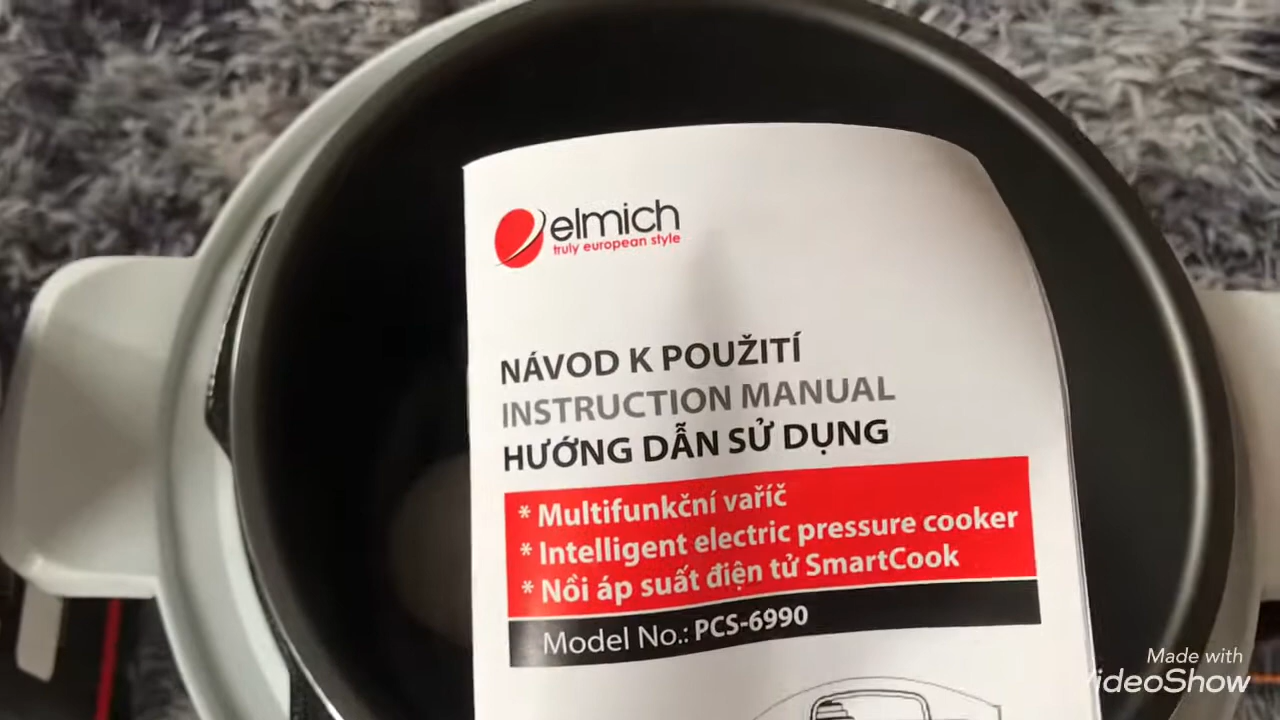 elmich
truly european style
NÁVOD K POUŽITÍ
INSTRUCTION MANUAL
HƯỚNG DẪN SỬ DỤNG
* Multifunkční vařič
* Intelligent electric pressure cooker
* Nồi áp suất điện tử SmartCook
Model No.: PCS-6990
Made with
VideoShow